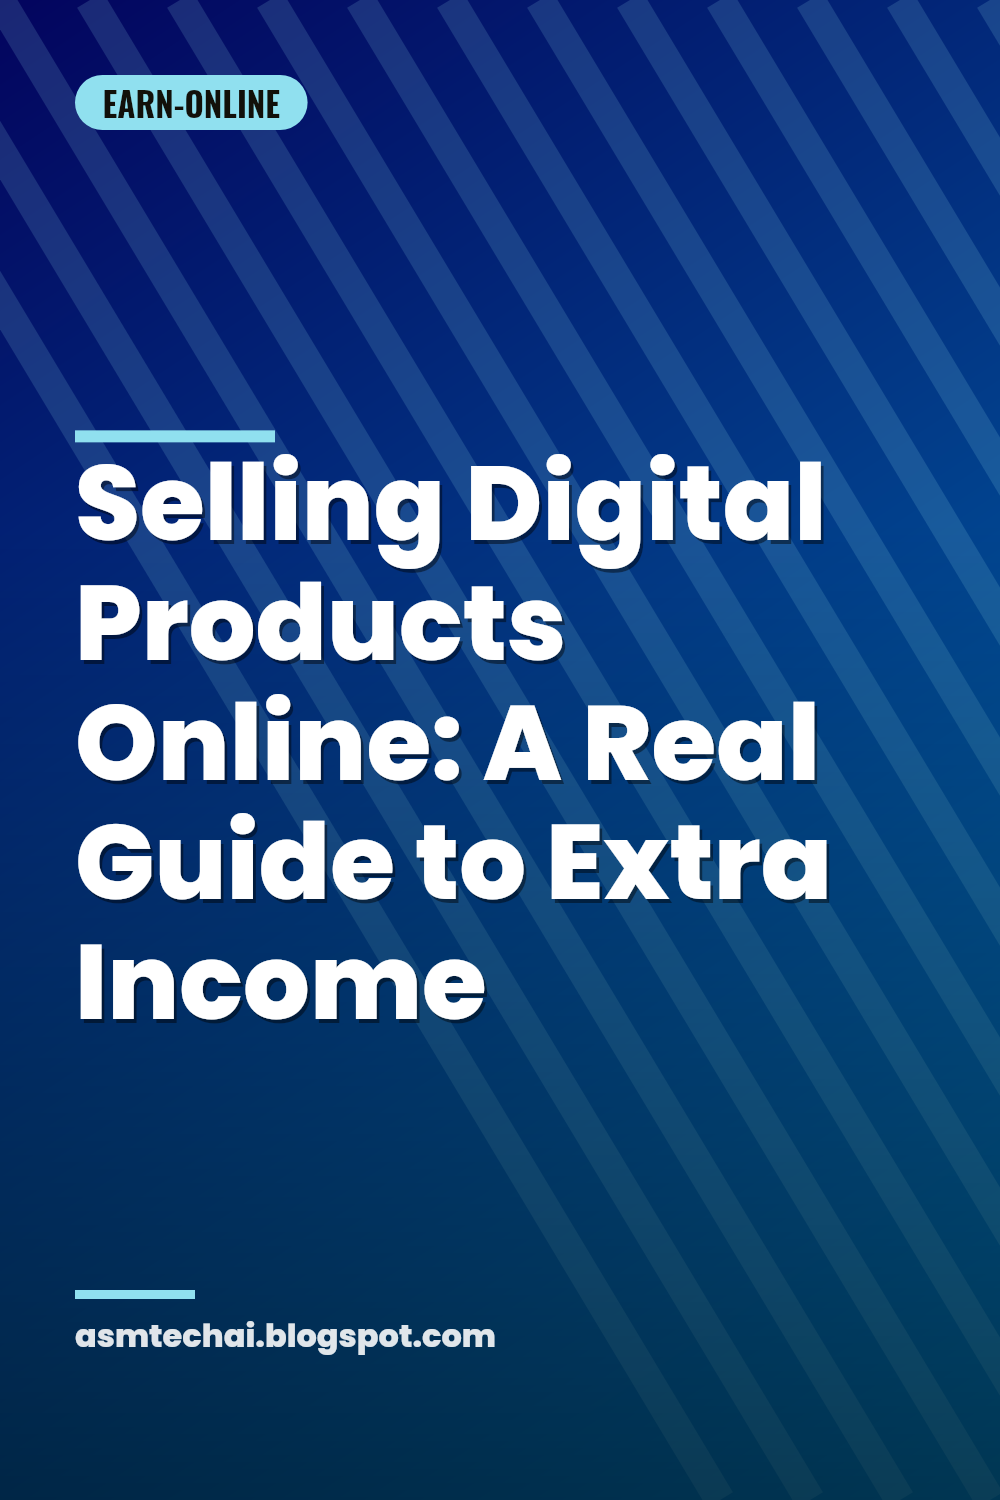 EARN-ONLINE
Selling Digital
Products
Online: A Real
Guide to Extra
Income
asmtechai.blogspot.com